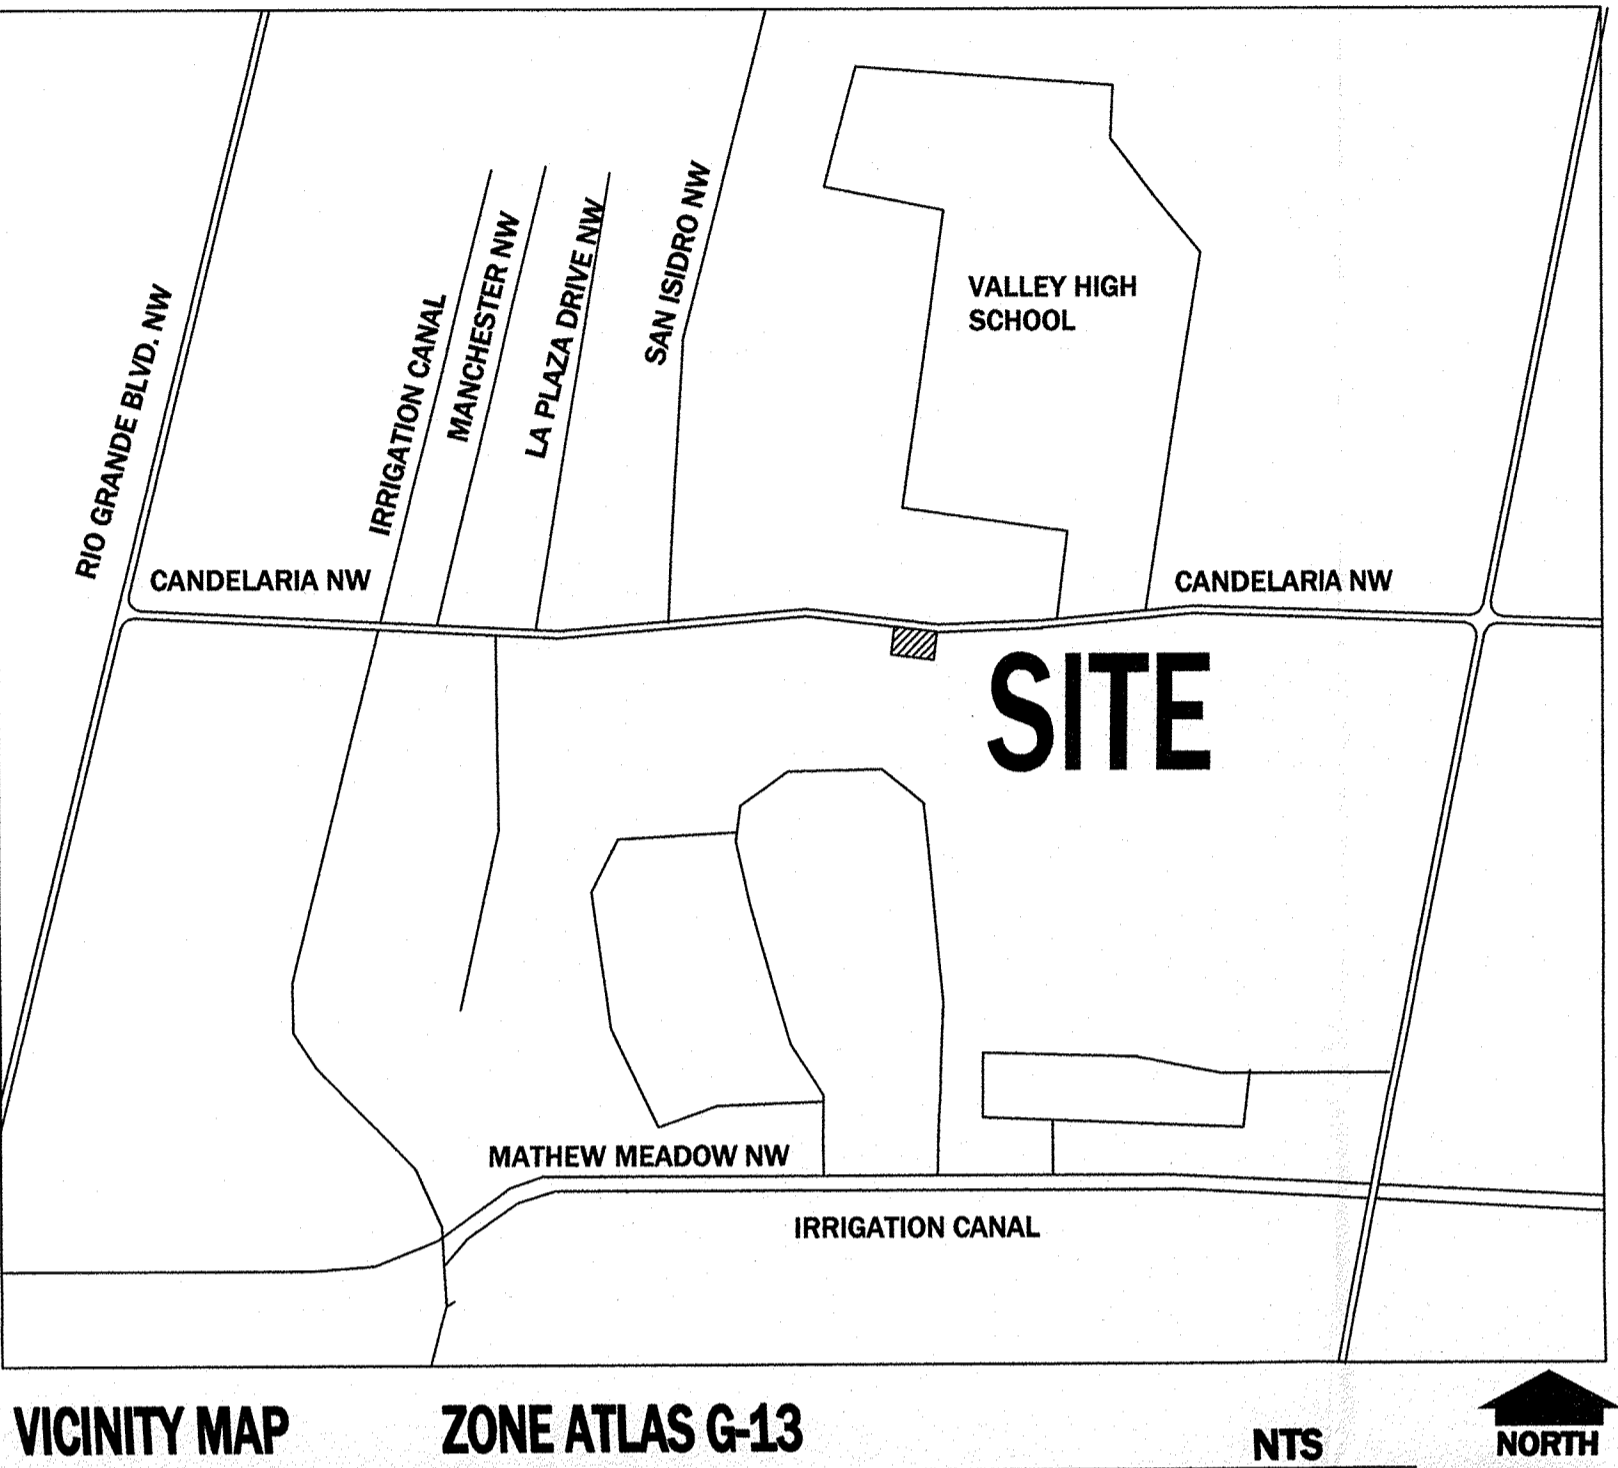 RIO GRANDE BLVD. NW
IRRIGATION CANAL
MANCHESTER NW
LA PLAZA DRIVE NW
SAN ISIDRO NW
VALLEY HIGH
SCHOOL
CANDELARIA NW
CANDELARIA NW
SITE
MATHEW MEADOW NW
IRRIGATION CANAL
VICINITY MAP
ZONE ATLAS G-13
NTS
NORTH